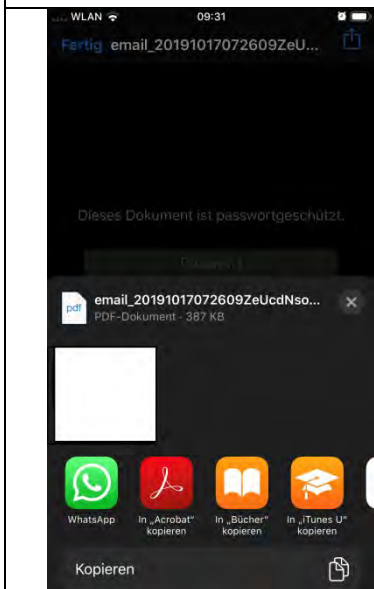 WLAN 09:31
Fertig email_20191017072609ZeU...
Dieses Dokument ist passwortgeschützt.
pdf
email_20191017072609ZeUcdNso...
PDF-Dokument - 387 KB
WhatsApp
In „Acrobat“
kopieren
In „Bücher“
kopieren
In „iTunes U“
kopieren
Kopieren